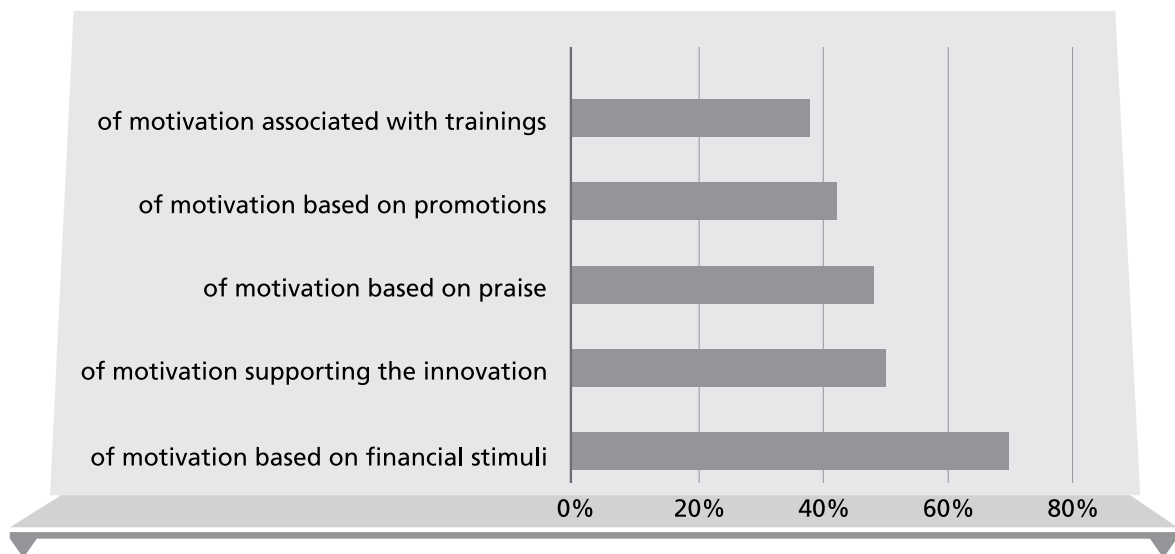 of motivation associated with trainings
of motivation based on promotions
of motivation based on praise
of motivation supporting the innovation
of motivation based on financial stimuli
0% 20% 40% 60% 80%